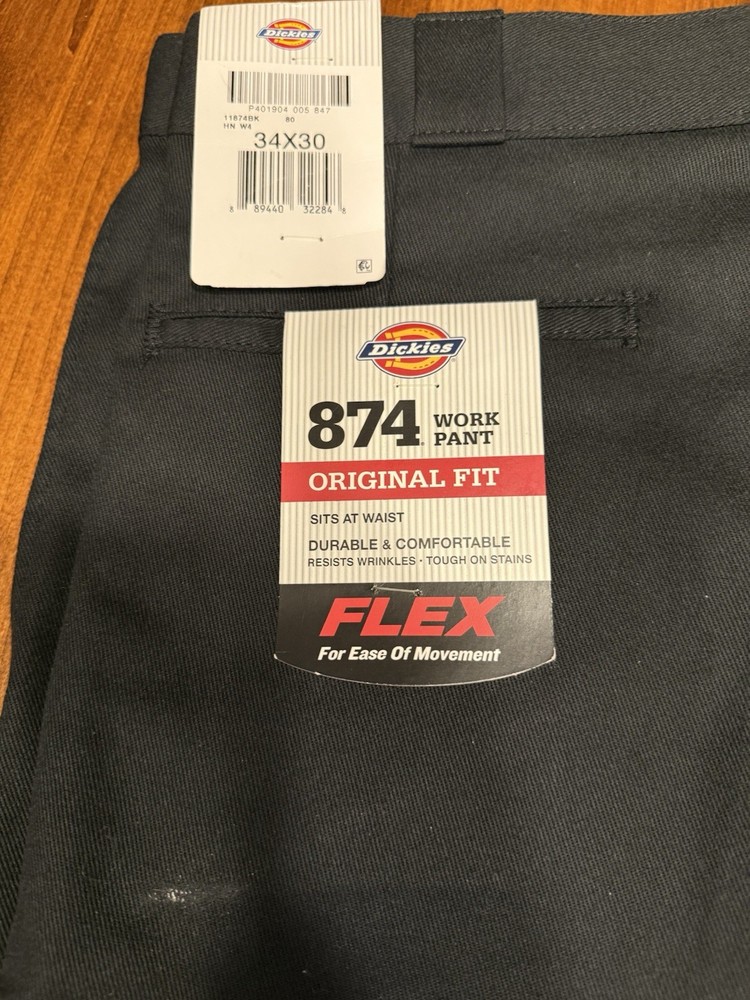 Dickies
P401904 005 847
11874BK 80
HN W4
34X30
8 89440 32284 8
Dickies
874 WORK
PANT
ORIGINAL FIT
SITS AT WAIST
DURABLE & COMFORTABLE
RESISTS WRINKLES - TOUGH ON STAINS
FLEX
For Ease Of Movement